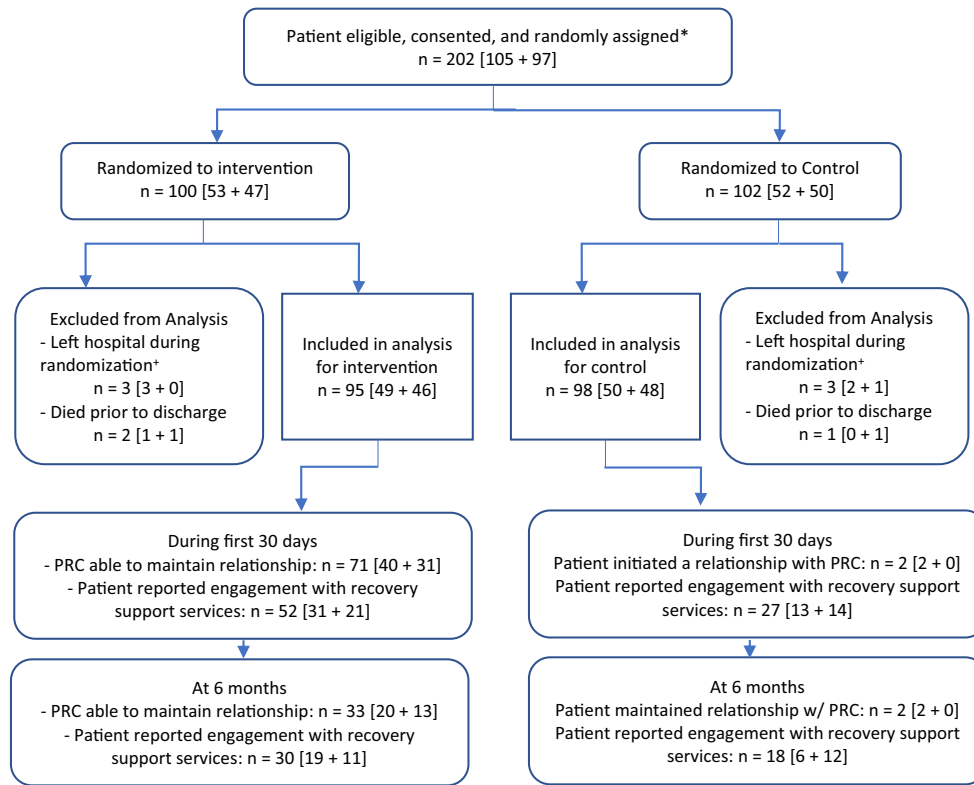 Patient eligible, consented, and randomly assigned*
n = 202 [105 + 97]
Randomized to intervention
n = 100 [53 + 47]
Randomized to Control
n = 102 [52 + 50]
Excluded from Analysis
- Left hospital during
randomization⁺
n = 3 [3 + 0]
- Died prior to discharge
n = 2 [1 + 1]
Included in analysis
for intervention
n = 95 [49 + 46]
Included in analysis
for control
n = 98 [50 + 48]
Excluded from Analysis
- Left hospital during
randomization⁺
n = 3 [2 + 1]
- Died prior to discharge
n = 1 [0 + 1]
During first 30 days
- PRC able to maintain relationship: n = 71 [40 + 31]
- Patient reported engagement with recovery
support services: n = 52 [31 + 21]
During first 30 days
Patient initiated a relationship with PRC: n = 2 [2 + 0]
Patient reported engagement with recovery support
services: n = 27 [13 + 14]
At 6 months
- PRC able to maintain relationship: n = 33 [20 + 13]
- Patient reported engagement with recovery
support services: n = 30 [19 + 11]
At 6 months
Patient maintained relationship w/ PRC: n = 2 [2 + 0]
Patient reported engagement with recovery support
services: n = 18 [6 + 12]